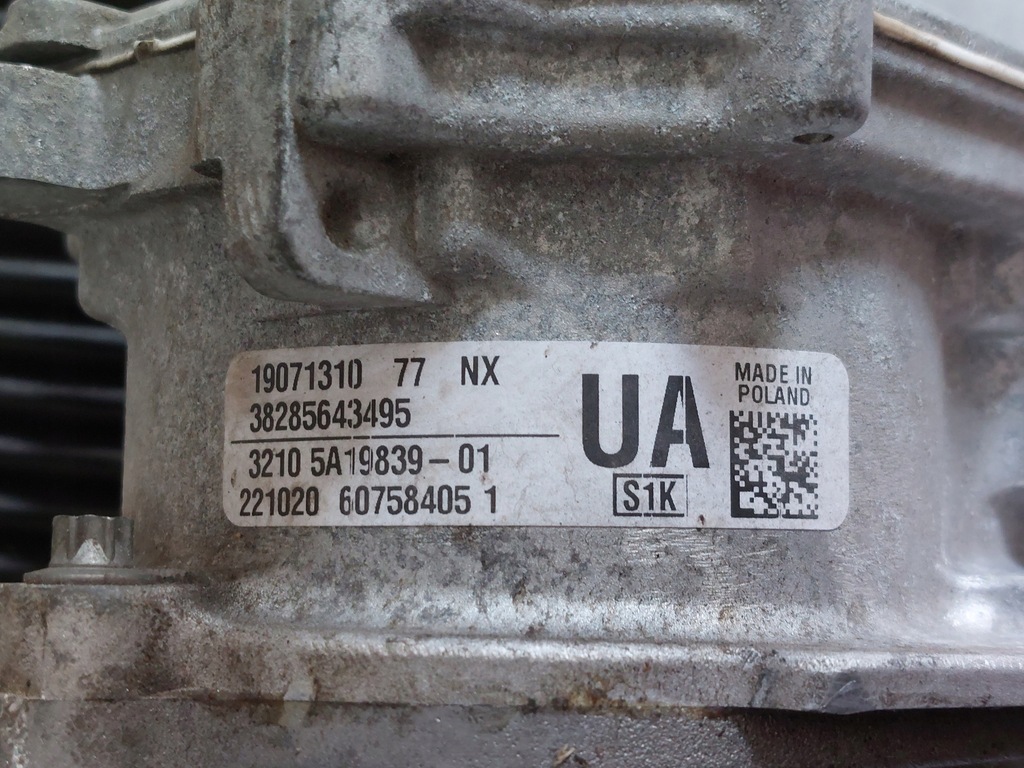 19071310 77 NX
38285643495
3210 5A19839-01
221020 60758405 1
UA
S1K
MADE IN
POLAND